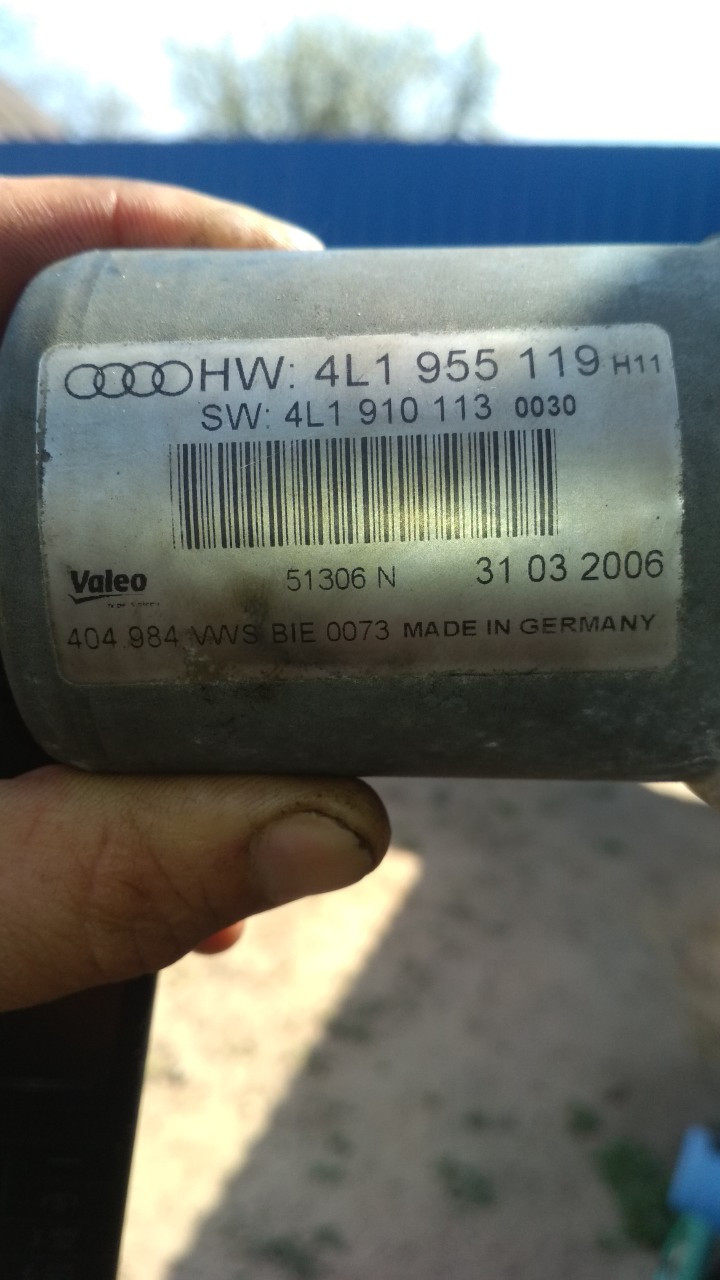 HW: 4L1 955 119 H11
SW: 4L1 910 113 0030
Valeo
51306 N 31 03 2006
404.984 VWWS BIE 0073 MADE IN GERMANY